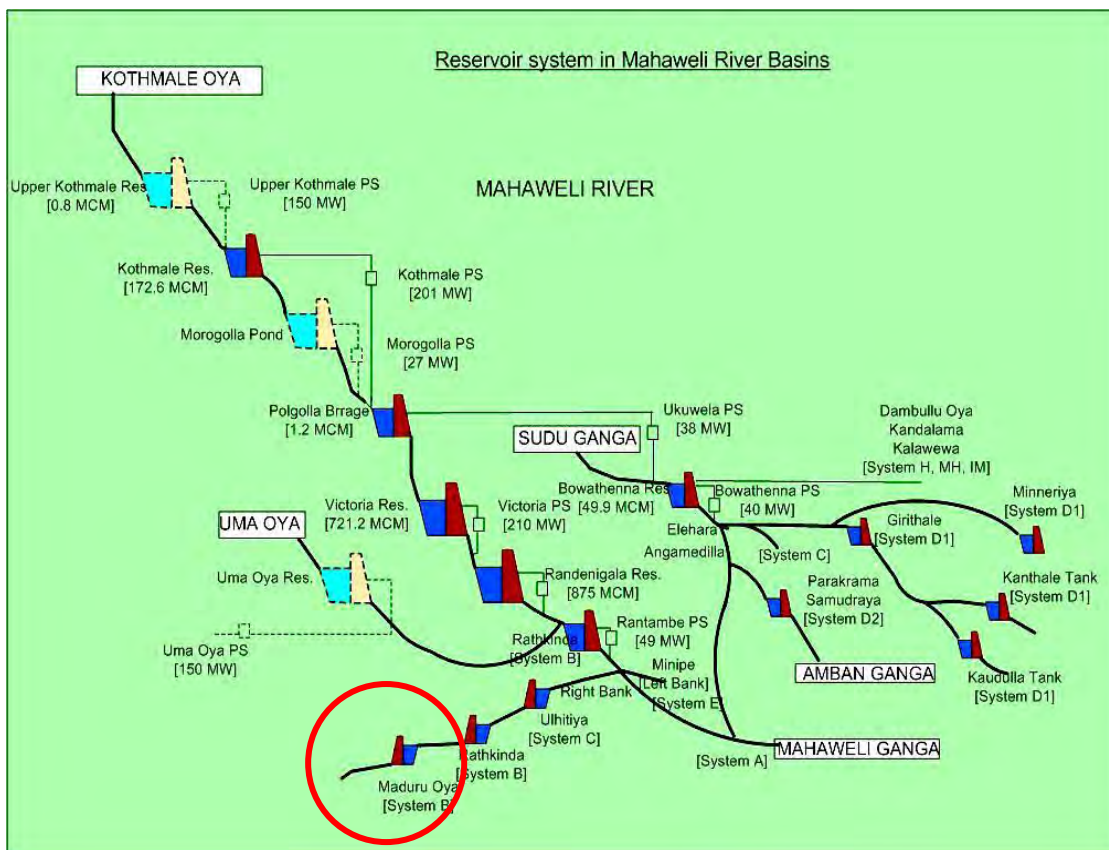 Reservoir system in Mahaweli River Basins
KOTHMALE OYA
MAHAWELI RIVER
Upper Kothmale Res
[0.8 MCM]
Upper Kothmale PS
[150 MW]
Kothmale Res.
[172.6 MCM]
Kothmale PS
[201 MW]
Morogolla Pond
Morogolla PS
[27 MW]
Polgolla Brrage
[1.2 MCM]
Ukuwela PS
[38 MW]
Dambullu Oya
Kandalama
Kalawewa
[System H, MH, IM]
SUDU GANGA
Bowathenna Res
[49.9 MCM]
Bowathenna PS
[40 MW]
Minneriya
[System D1]
Victoria Res.
[721.2 MCM]
Victoria PS
[210 MW]
Elehara
Angamedilla
[System C]
Girithale
[System D1]
UMA OYA
Uma Oya Res.
Randenigala Res.
[875 MCM]
Parakrama
Samudraya
[System D2]
Kanthale Tank
[System D1]
Uma Oya PS
[150 MW]
Rathkinda
[System B]
Rantambe PS
[49 MW]
Minipe
[Left Bank]
[System E]
AMBAN GANGA
Kaudulla Tank
[System D1]
Right Bank
Ulhitiya
[System C]
Rathkinda
[System B]
[System A]
MAHAWELI GANGA
Maduru Oya
[System B]